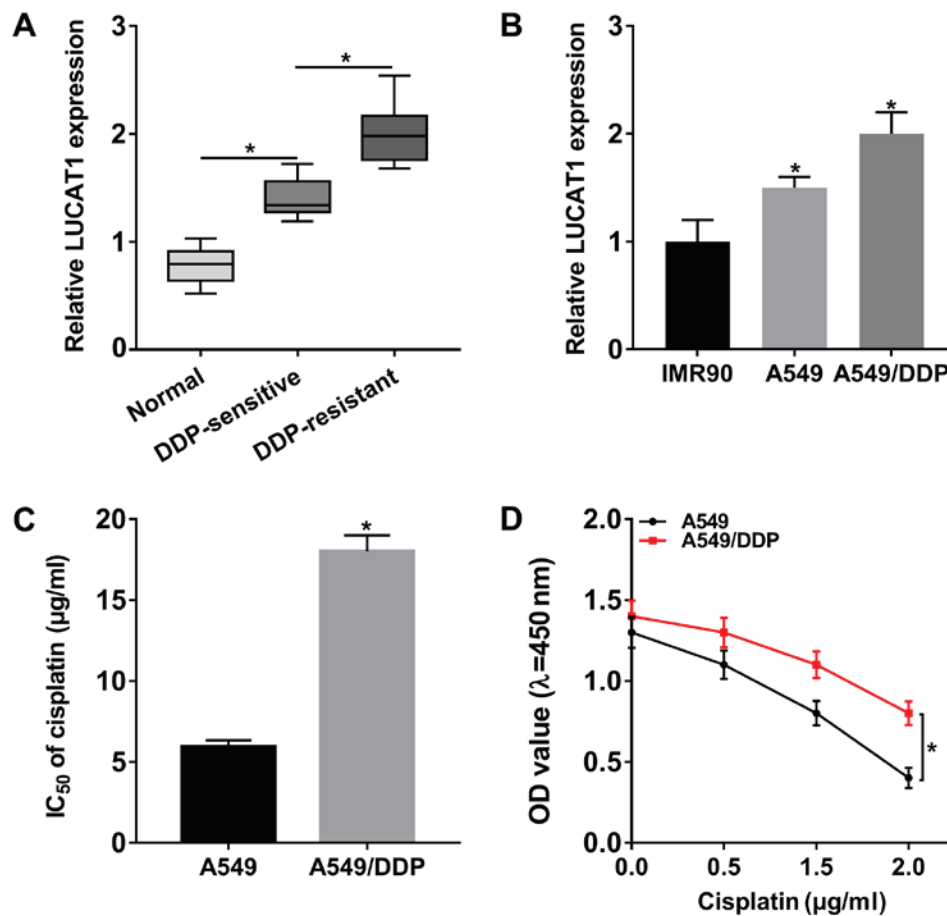 A
Relative LUCAT1 expression
3
2
1
0
*
*
Normal
DDP-sensitive
DDP-resistant
B
Relative LUCAT1 expression
3
2
1
0
*
*
IMR90
A549
A549/DDP
C
IC50 of cisplatin (μg/ml)
20
15
10
5
0
*
A549
A549/DDP
D
A549
A549/DDP
OD value (λ=450 nm)
2.0
1.5
1.0
0.5
0.0
*
0.0
0.5
1.5
2.0
Cisplatin (μg/ml)